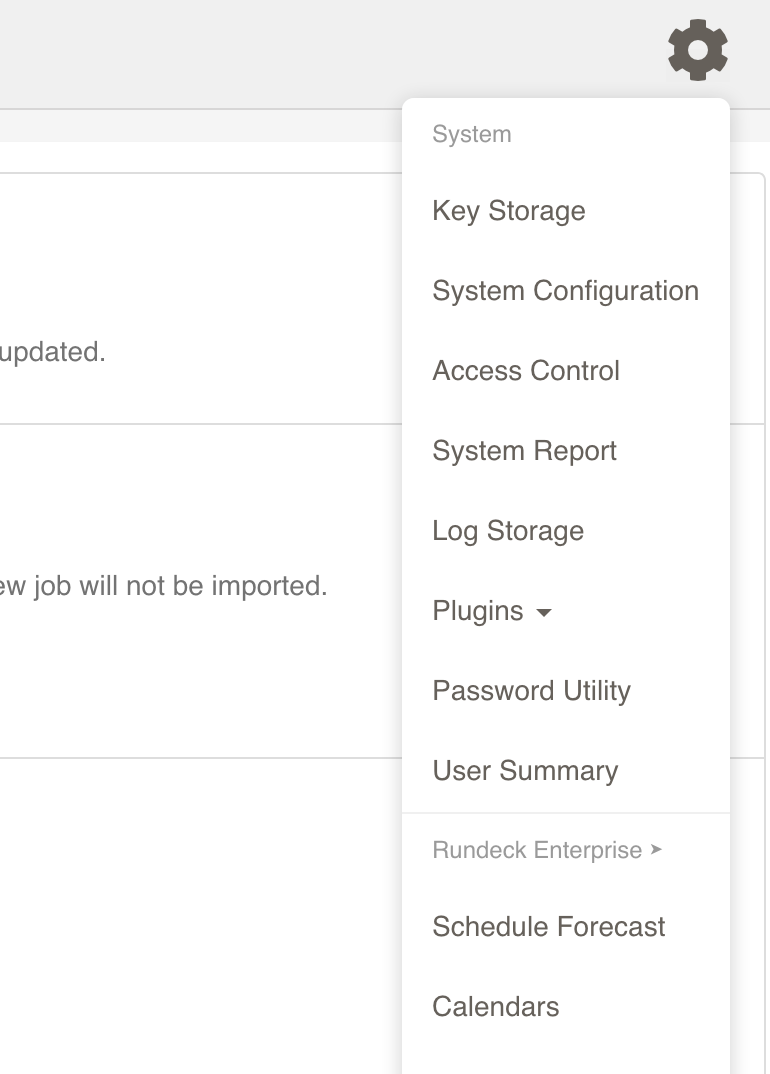 System
Key Storage
System Configuration
updated.
Access Control
System Report
Log Storage
ew job will not be imported.
Plugins
Password Utility
User Summary
Rundeck Enterprise ➤
Schedule Forecast
Calendars